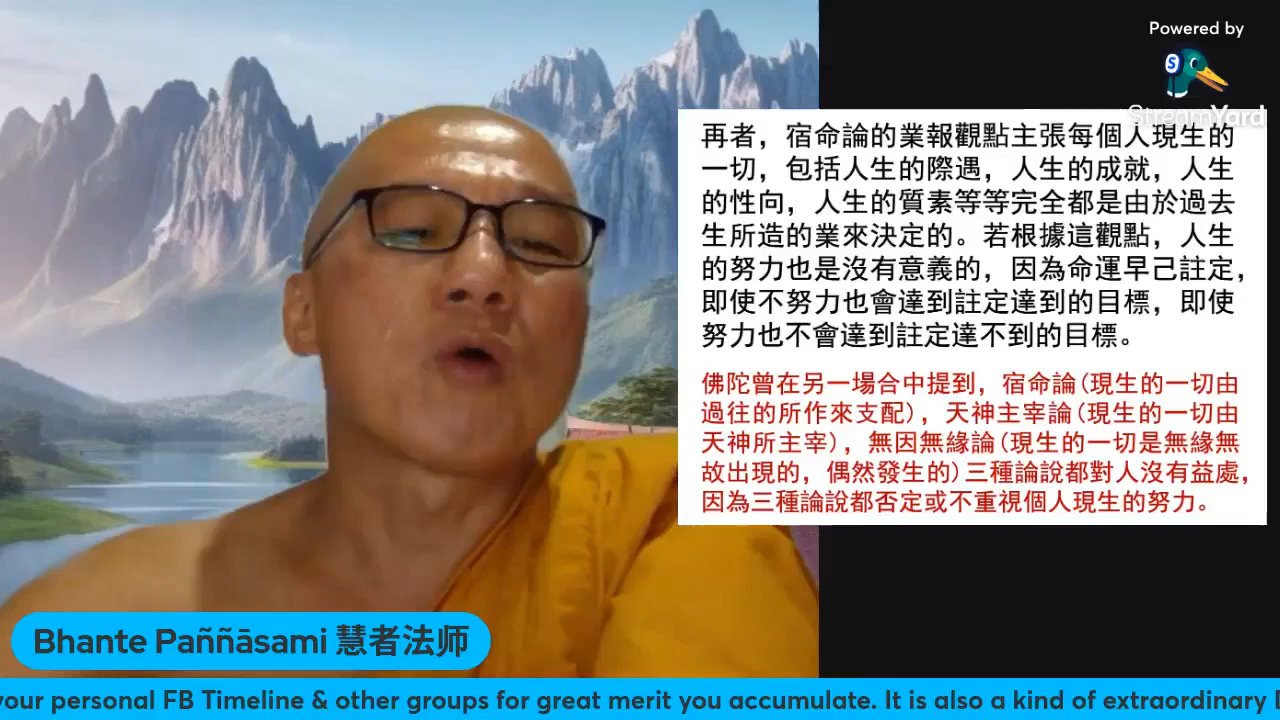 Powered by
StreamYard
再者，宿命論的業報觀點主張每個人現生的
一切，包括人生的際遇，人生的成就，人生
的性向，人生的質素等等完全都是由於過去
生所造的業來決定的。若根據這觀點，人生
的努力也是沒有意義的，因為命運早己註定，
即使不努力也會達到註定達到的目標，即使
努力也不會達到註定達不到的目標。
佛陀曾在另一場合中提到，宿命論(現生的一切由
過往的所作來支配)，天神主宰論(現生的一切由
天神所主宰)，無因無緣論(現生的一切是無緣無
故出現的，偶然發生的)三種論說都對人沒有益處，
因為三種論說都否定或不重視個人現生的努力。
Bhante Paññāsami 慧者法师
your personal FB Timeline & other groups for great merit you accumulate. It is also a kind of extraordinary